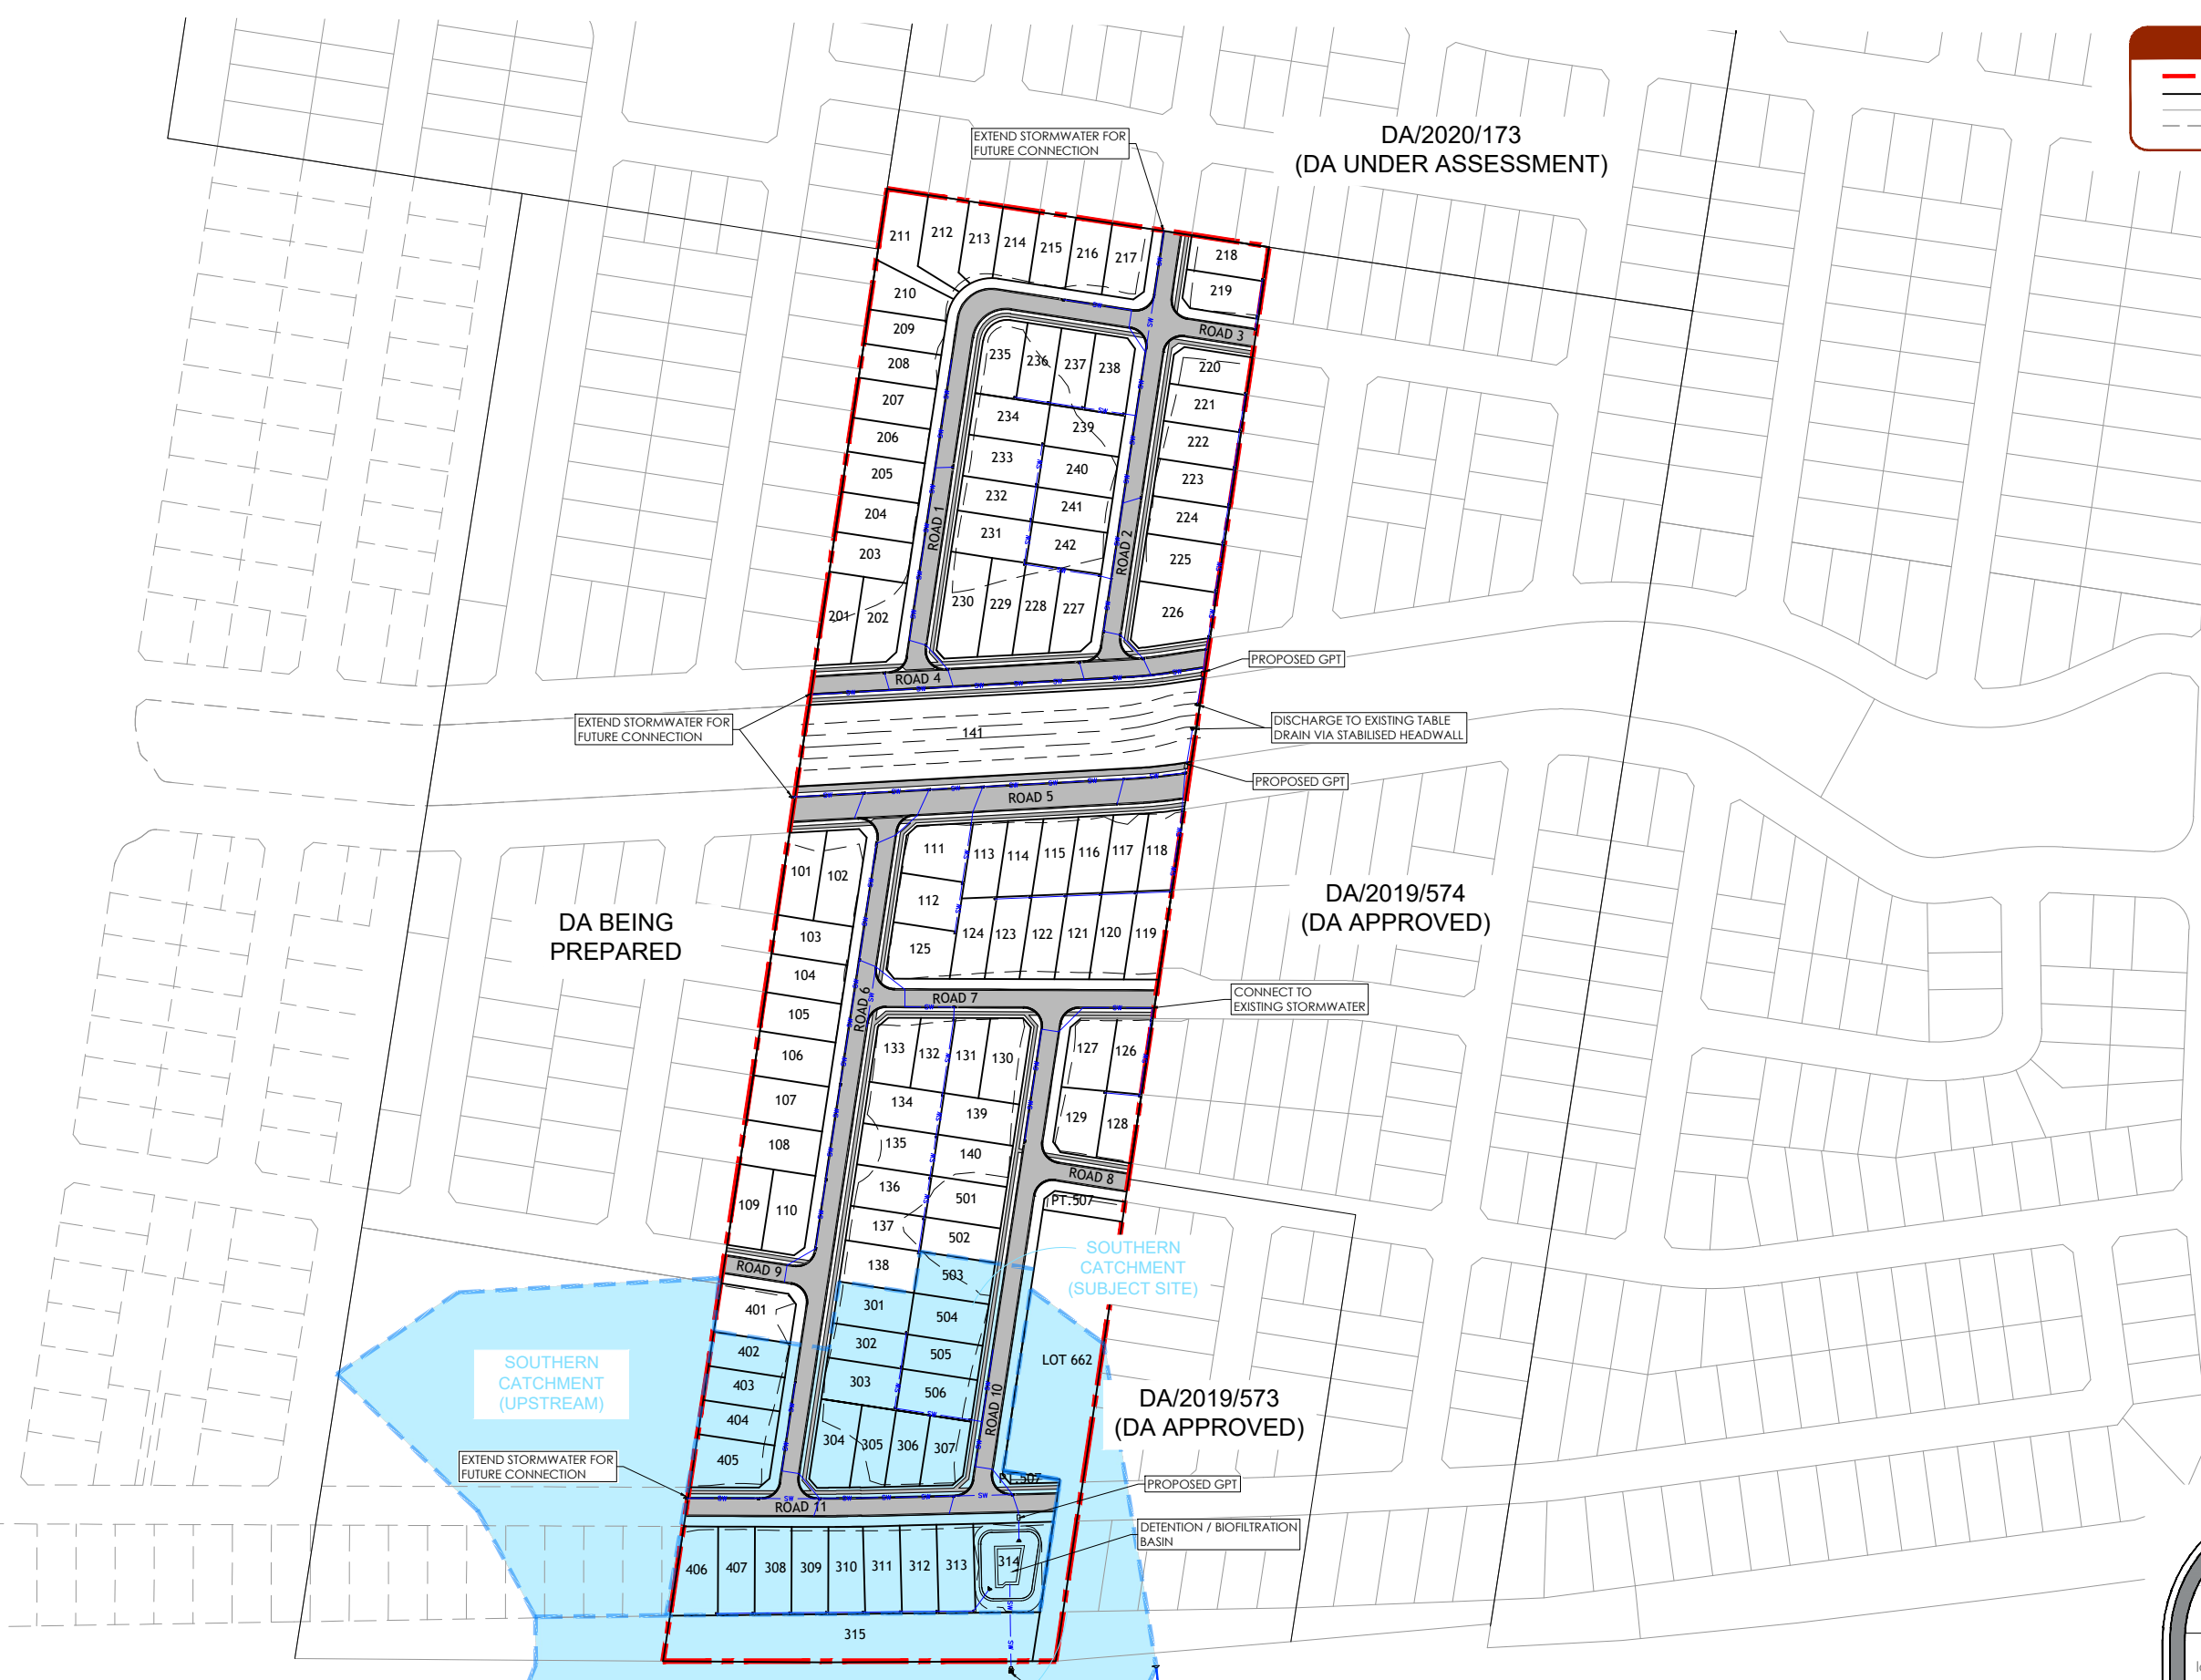 EXTEND STORMWATER FOR
FUTURE CONNECTION
DA/2020/173
(DA UNDER ASSESSMENT)
211
212
213
214
215
216
217
218
219
210
209
208
207
206
205
204
203
201
202
ROAD 3
235
236
237
238
220
234
239
221
233
240
222
232
241
223
231
242
224
225
230
229
228
227
226
ROAD 1
ROAD 2
ROAD 4
PROPOSED GPT
EXTEND STORMWATER FOR
FUTURE CONNECTION
141
DISCHARGE TO EXISTING TABLE
DRAIN VIA STABILISED HEADWALL
PROPOSED GPT
ROAD 5
101
102
111
113
114
115
116
117
118
112
DA BEING
PREPARED
DA/2019/574
(DA APPROVED)
103
125
124
123
122
121
120
119
104
105
ROAD 6
ROAD 7
CONNECT TO
EXISTING STORMWATER
106
133
132
131
130
127
126
107
134
139
129
128
108
135
140
ROAD 8
136
501
PT.507
109
110
137
502
ROAD 9
138
503
SOUTHERN
CATCHMENT
(SUBJECT SITE)
401
301
504
402
302
505
LOT 662
403
303
506
SOUTHERN
CATCHMENT
(UPSTREAM)
DA/2019/573
(DA APPROVED)
404
304
305
306
307
ROAD 10
405
EXTEND STORMWATER FOR
FUTURE CONNECTION
PT.507
PROPOSED GPT
ROAD 11
DETENTION / BIOFILTRATION
BASIN
406
407
308
309
310
311
312
313
314
315
SW